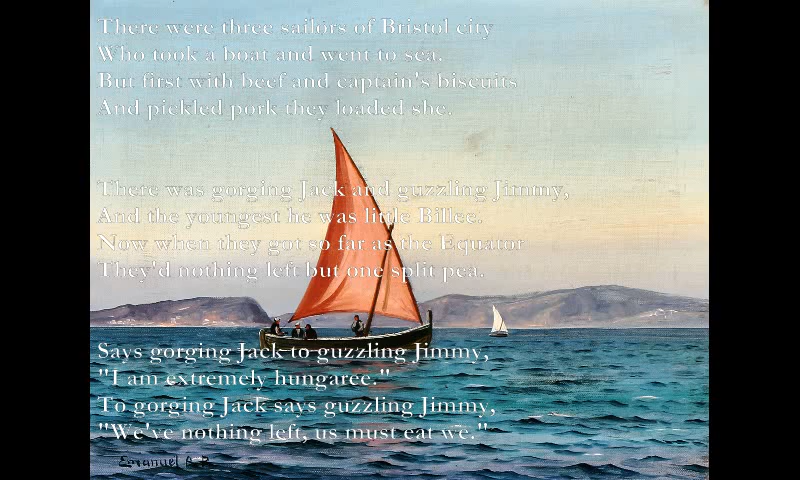 There were three sailors of Bristol city
Who took a boat and went to sea.
But first with beef and captain's biscuits
And pickled pork they loaded she.
There was gorging Jack and guzzling Jimmy,
And the youngest he was little Billee.
Now when they got so far as the Equator
They'd nothing left but one split pea.
Says gorging Jack to guzzling Jimmy,
"I am extremely hungaree."
To gorging Jack says guzzling Jimmy,
"We've nothing left, us must eat we."
Emanuel